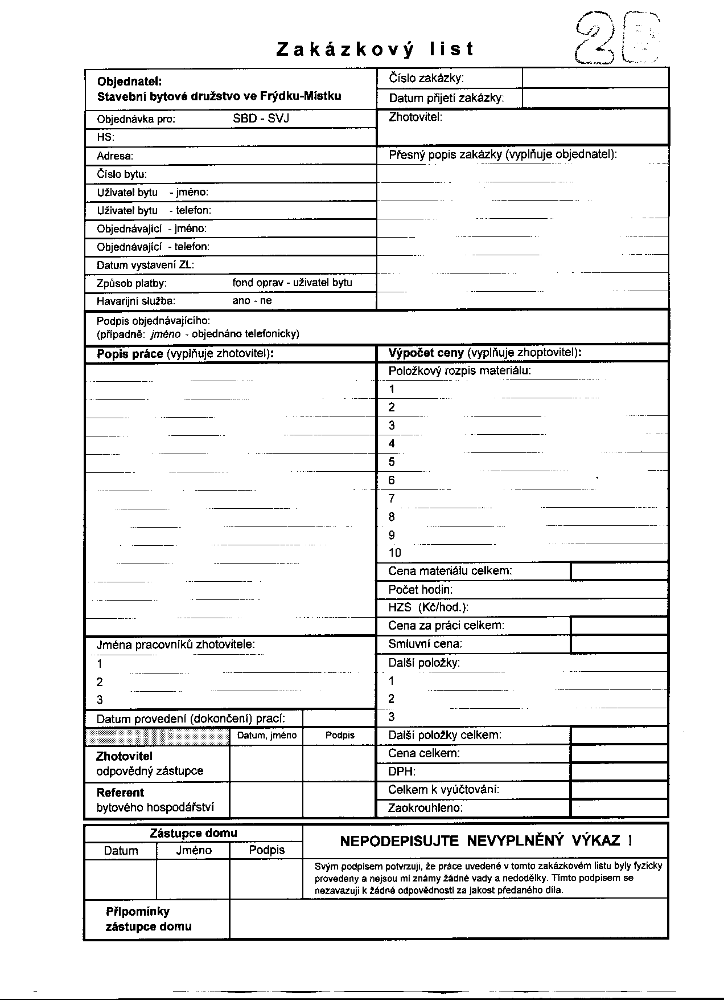 2B
Zakázkový list
Objednatel:
Stavební bytové družstvo ve Frýdku-Místku
Číslo zakázky:
Datum přijetí zakázky:
Objednávka pro: SBD - SVJ
HS:
Adresa:
Číslo bytu:
Uživatel bytu - jméno:
Uživatel bytu - telefon:
Objednávající - jméno:
Objednávající - telefon:
Datum vystavení ZL:
Způsob platby: fond oprav - uživatel bytu
Havarijní služba: ano - ne
Zhotovitel:
Přesný popis zakázky (vyplňuje objednatel):
Podpis objednávajícího:
(případně: jméno - objednáno telefonicky)
Popis práce (vyplňuje zhotovitel):
Jména pracovníků zhotovitele:
1
2
3
Datum provedení (dokončení) prací:
Datum, jméno Podpis
Zhotovitel
odpovědný zástupce
Referent
bytového hospodářství
Výpočet ceny (vyplňuje zhoptovitel):
Položkový rozpis materiálu:
1
2
3
4
5
6
7
8
9
10
Cena materiálu celkem:
Počet hodin:
HZS (Kč/hod.):
Cena za práci celkem:
Smluvní cena:
Další položky:
1
2
3
Další položky celkem:
Cena celkem:
DPH:
Celkem k vyúčtování:
Zaokrouhleno:
Zástupce domu
Datum Jméno Podpis
NEPODEPISUJTE NEVYPLNĚNÝ VÝKAZ !
Svým podpisem potvrzuji, že práce uvedené v tomto zakázkovém listu byly fyzicky
provedeny a nejsou mi známy žádné vady a nedodělky. Tímto podpisem se
nezavazuji k žádné odpovědnosti za jakost předaného díla.
Připomínky
zástupce domu